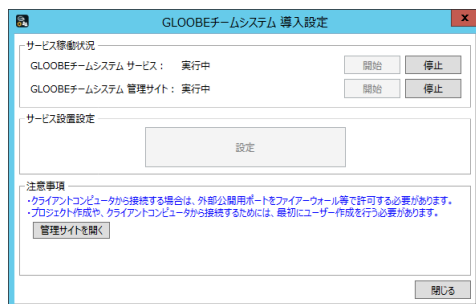 GLOOBEチームシステム 導入設定
x
サービス稼働状況
GLOOBEチームシステム サービス： 実行中 開始 停止
GLOOBEチームシステム 管理サイト： 実行中 開始 停止
サービス設置設定
設定
注意事項
・クライアントコンピュータから接続する場合は、外部公開用ポートをファイアーウォール等で許可する必要があります。
・プロジェクト作成や、クライアントコンピュータから接続するためには、最初にユーザー作成を行う必要があります。
管理サイトを開く
閉じる